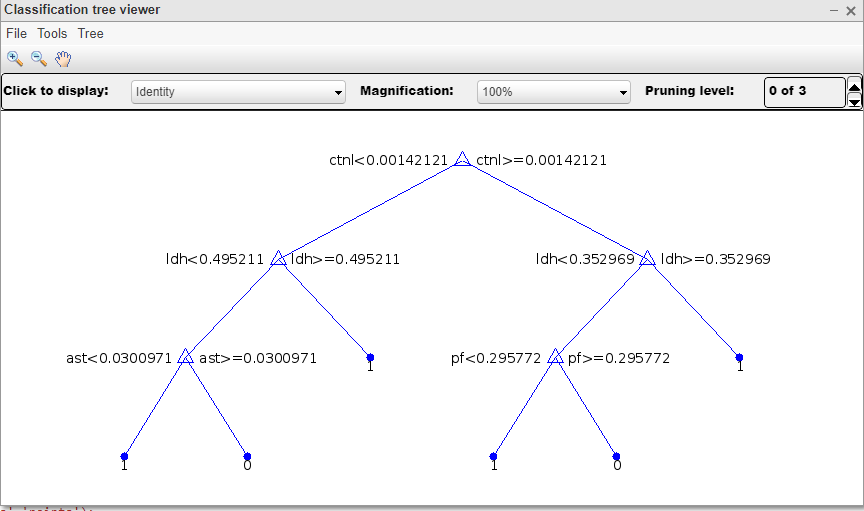 Classification tree viewer
File Tools Tree
Click to display: Identity Magnification: 100% Pruning level: 0 of 3
ctnl<0.00142121 ctnl>=0.00142121
ldh<0.495211 ldh>=0.495211 ldh<0.352969 ldh>=0.352969
ast<0.0300971 ast>=0.0300971 1 pf<0.295772 pf>=0.295772 1
1 0 1 0